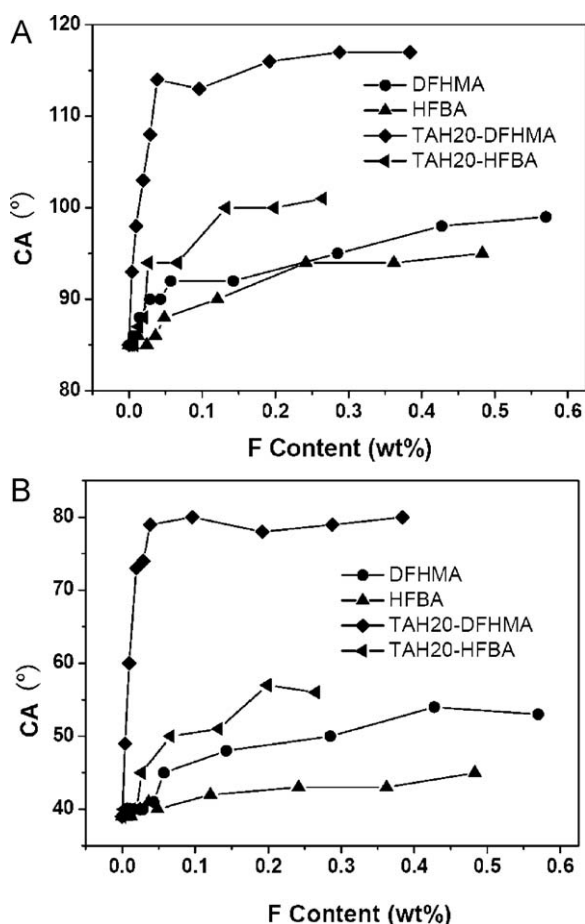 A
120
110
100
90
80
CA (°)
DFHMA
HFBA
TAH20-DFHMA
TAH20-HFBA
0.0 0.1 0.2 0.3 0.4 0.5 0.6
F Content (wt%)
B
80
70
60
50
40
CA (°)
DFHMA
HFBA
TAH20-DFHMA
TAH20-HFBA
0.0 0.1 0.2 0.3 0.4 0.5 0.6
F Content (wt%)